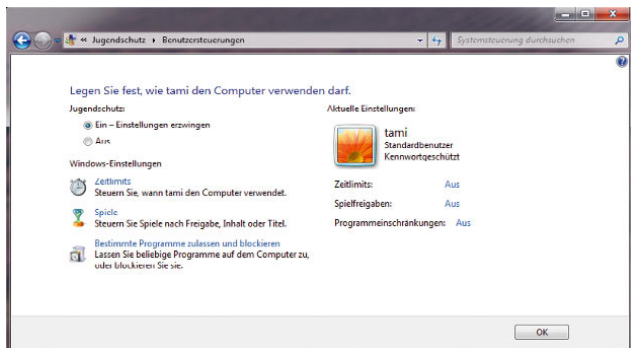 « Jugendschutz ▸ Benutzersteuerungen
Systemsteuerung durchsuchen
Legen Sie fest, wie tami den Computer verwenden darf.
Jugendschutz:
Ein – Einstellungen erzwingen
Aus
Windows-Einstellungen
Zeitlimits
Steuern Sie, wann tami den Computer verwendet.
Spiele
Steuern Sie Spiele nach Freigabe, Inhalt oder Titel.
Bestimmte Programme zulassen und blockieren
Lassen Sie beliebige Programme auf dem Computer zu,
oder blockieren Sie sie.
Aktuelle Einstellungen:
tami
Standardbenutzer
Kennwortgeschützt
Zeitlimits: Aus
Spielfreigaben: Aus
Programmeinschränkungen: Aus
OK